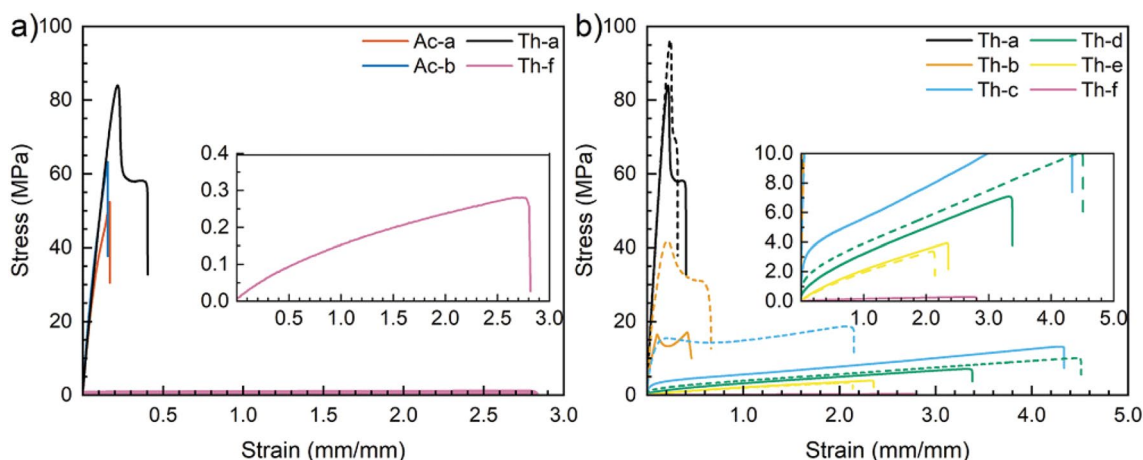 a)
100
80
60
40
20
0
Stress (MPa)
Ac-a Th-a
Ac-b Th-f
0.4
0.3
0.2
0.1
0.0
0.5 1.0 1.5 2.0 2.5 3.0
0.5 1.0 1.5 2.0 2.5 3.0
Strain (mm/mm)
b)
100
80
60
40
20
0
Stress (MPa)
Th-a Th-d
Th-b Th-e
Th-c Th-f
10.0
8.0
6.0
4.0
2.0
0.0
1.0 2.0 3.0 4.0 5.0
1.0 2.0 3.0 4.0 5.0
Strain (mm/mm)